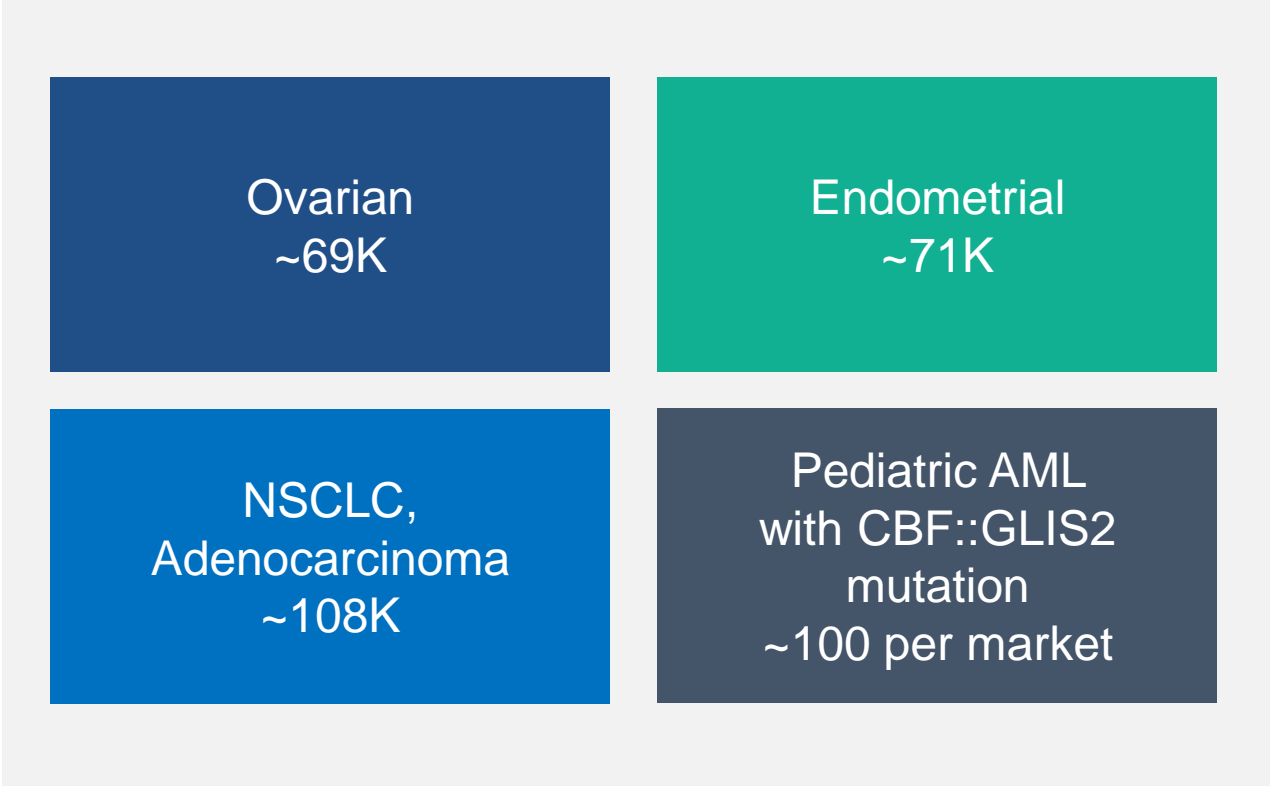 Ovarian
~69K
Endometrial
~71K
NSCLC,
Adenocarcinoma
~108K
Pediatric AML
with CBF::GLIS2
mutation
~100 per market